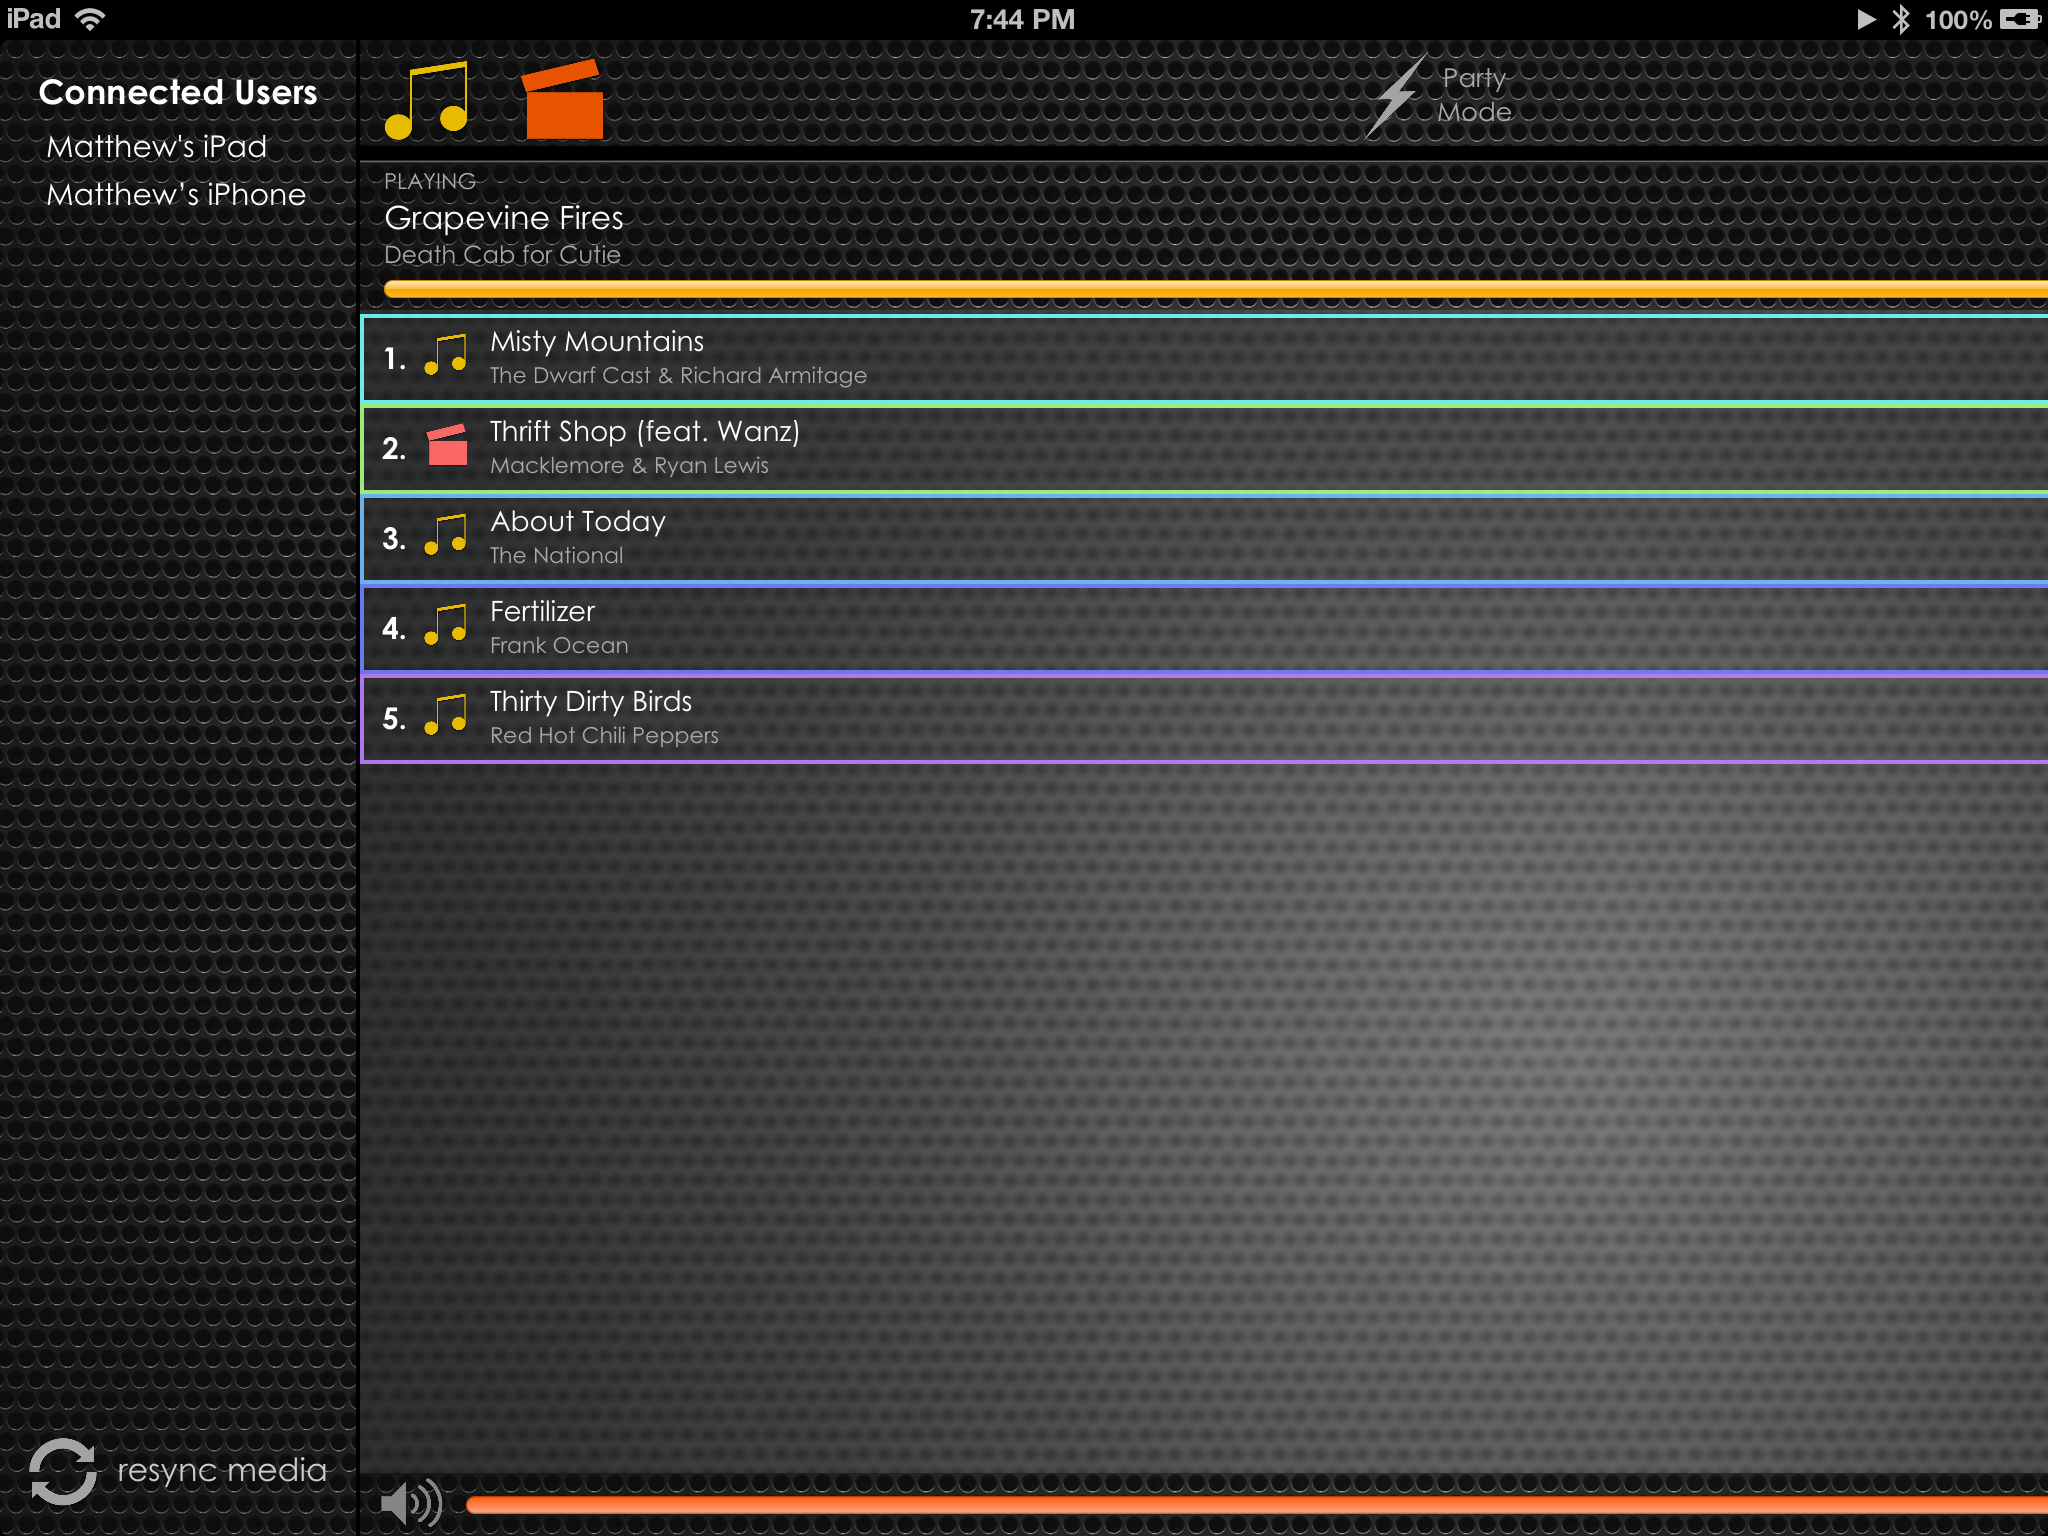 iPad
7:44 PM
100%
Connected Users
Matthew's iPad
Matthew’s iPhone
Party
Mode
PLAYING
Grapevine Fires
Death Cab for Cutie
1.
Misty Mountains
The Dwarf Cast & Richard Armitage
2.
Thrift Shop (feat. Wanz)
Macklemore & Ryan Lewis
3.
About Today
The National
4.
Fertilizer
Frank Ocean
5.
Thirty Dirty Birds
Red Hot Chili Peppers
resync media